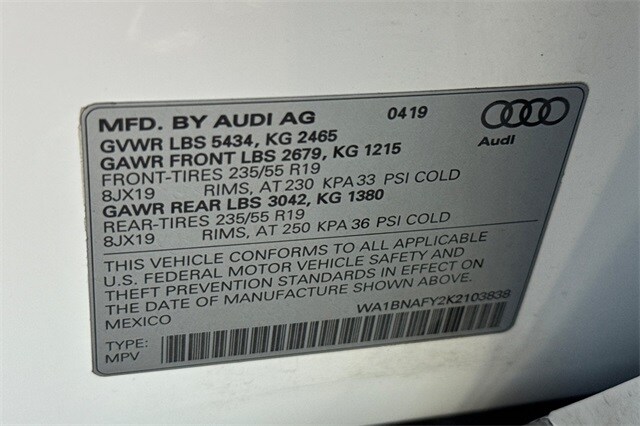 MFD. BY AUDI AG 0419
GVWR LBS 5434, KG 2465
GAWR FRONT LBS 2679, KG 1215
FRONT-TIRES 235/55 R19
8JX19 RIMS, AT 230 KPA 33 PSI COLD
GAWR REAR LBS 3042, KG 1380
REAR-TIRES 235/55 R19
8JX19 RIMS, AT 250 KPA 36 PSI COLD
Audi
THIS VEHICLE CONFORMS TO ALL APPLICABLE
U.S. FEDERAL MOTOR VEHICLE SAFETY AND
THEFT PREVENTION STANDARDS IN EFFECT ON
THE DATE OF MANUFACTURE SHOWN ABOVE.
MEXICO WA1BNAFY2K2103838
TYPE:
MPV